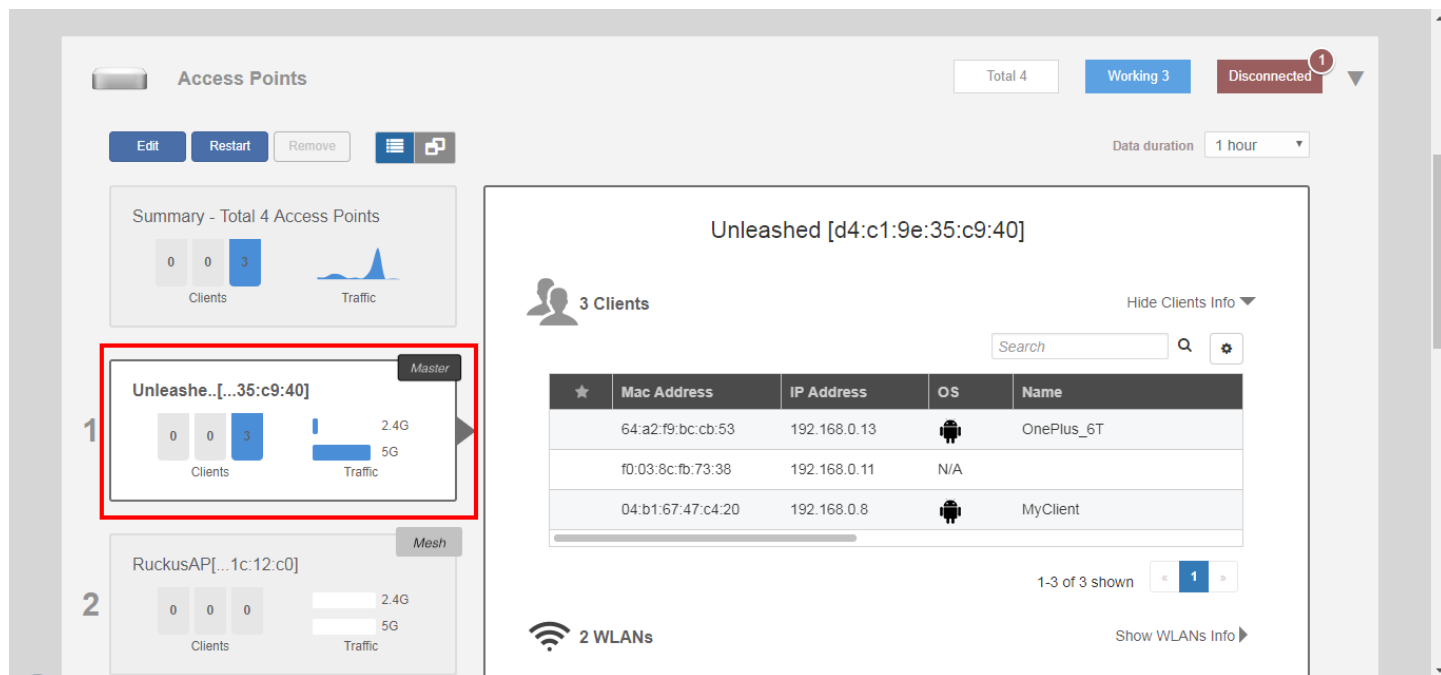 Access Points
Total 4
Working 3
Disconnected
1
Edit
Restart
Remove
Data duration
1 hour
Summary - Total 4 Access Points
0 0 3
Clients
Traffic
1
Master
Unleashe..[...35:c9:40]
0 0 3
2.4G
5G
Clients
Traffic
2
Mesh
RuckusAP[...1c:12:c0]
0 0 0
2.4G
5G
Clients
Traffic
Unleashed [d4:c1:9e:35:c9:40]
3 Clients
Hide Clients Info
Search
Mac Address IP Address OS Name
64:a2:f9:bc:cb:53 192.168.0.13 OnePlus_6T
f0:03:8c:fb:73:38 192.168.0.11 N/A
04:b1:67:47:c4:20 192.168.0.8 MyClient
1-3 of 3 shown
« 1 »
2 WLANs
Show WLANs Info